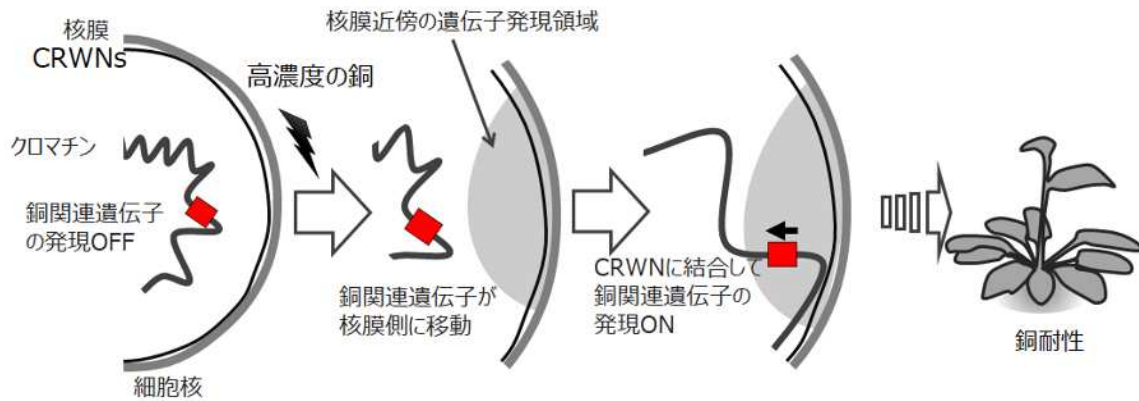 核膜
CRWNs
クロマチン
銅関連遺伝子
の発現OFF
細胞核
高濃度の銅
核膜近傍の遺伝子発現領域
銅関連遺伝子が
核膜側に移動
CRWNに結合して
銅関連遺伝子の
発現ON
銅耐性